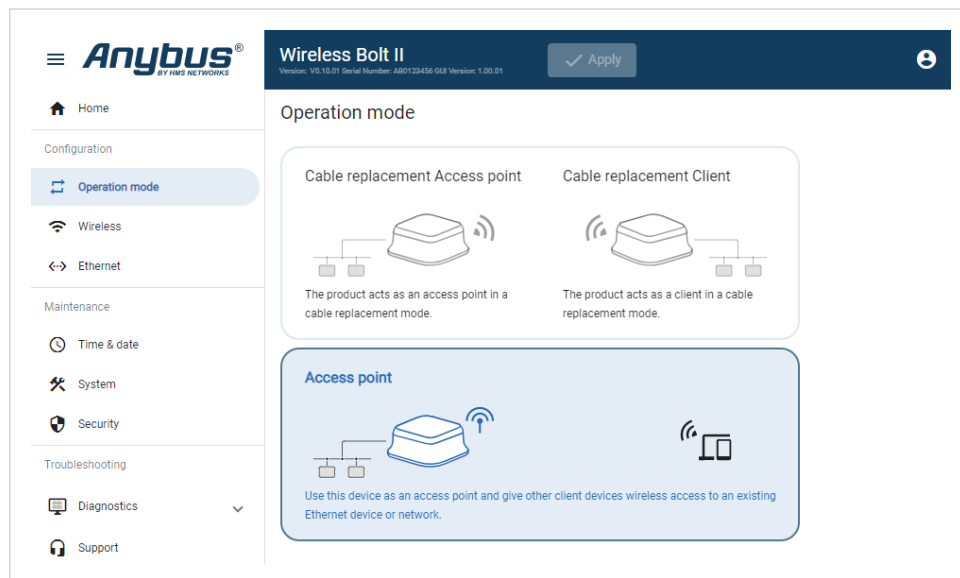 Anybus®
BY HMS NETWORKS
Wireless Bolt II
Version: V0.10.01 Serial Number: AB0123456 GUI Version: 1.00.01
Apply
Home
Configuration
Operation mode
Wireless
Ethernet
Maintenance
Time & date
System
Security
Troubleshooting
Diagnostics
Support
Operation mode
Cable replacement Access point
The product acts as an access point in a
cable replacement mode.
Cable replacement Client
The product acts as a client in a cable
replacement mode.
Access point
Use this device as an access point and give other client devices wireless access to an existing
Ethernet device or network.